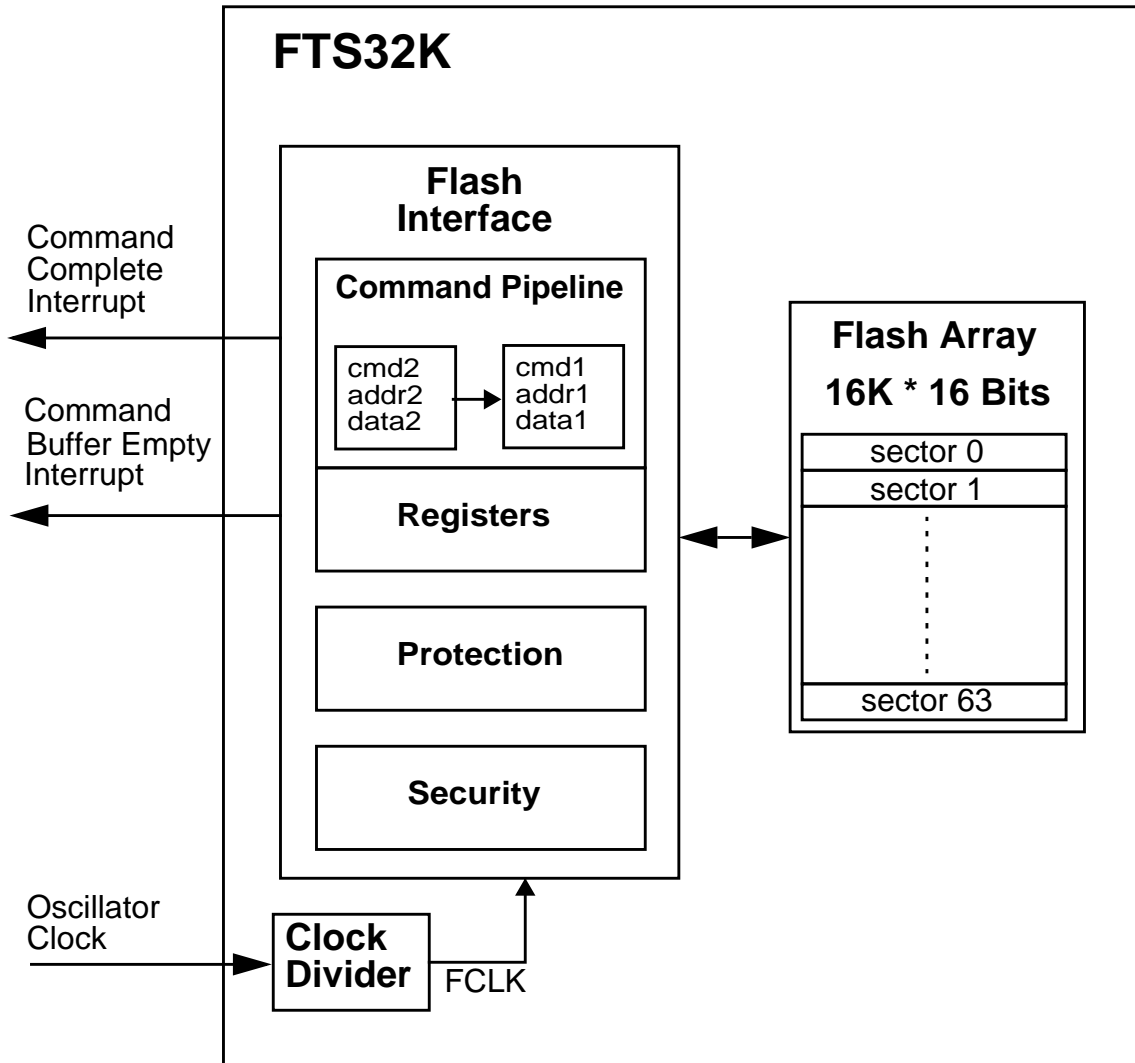 FTS32K
Flash
Interface
Command
Complete
Interrupt
Command Pipeline
cmd2
addr2
data2
cmd1
addr1
data1
Command
Buffer Empty
Interrupt
Registers
Protection
Security
Flash Array
16K * 16 Bits
sector 0
sector 1
sector 63
Oscillator
Clock
Clock
Divider
FCLK